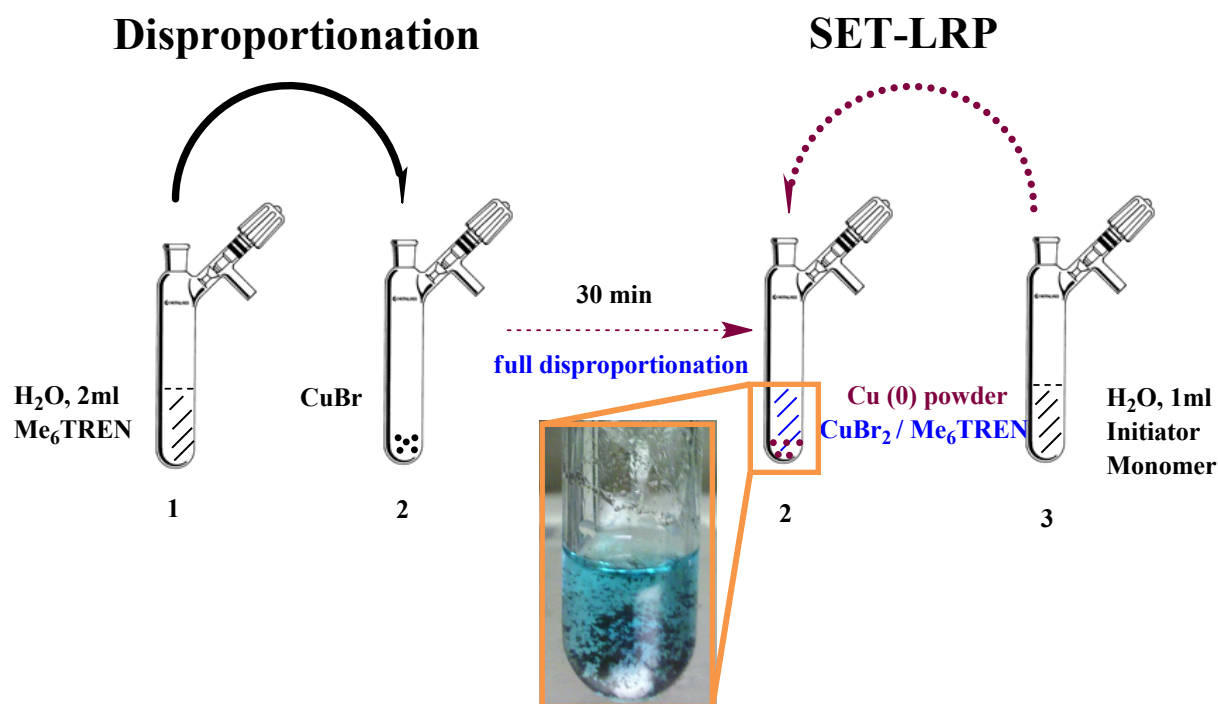 Disproportionation
SET-LRP
30 min
full disproportionation
H₂O, 2ml
Me₆TREN
CuBr
Cu (0) powder
CuBr₂ / Me₆TREN
H₂O, 1ml
Initiator
Monomer
1
2
2
3